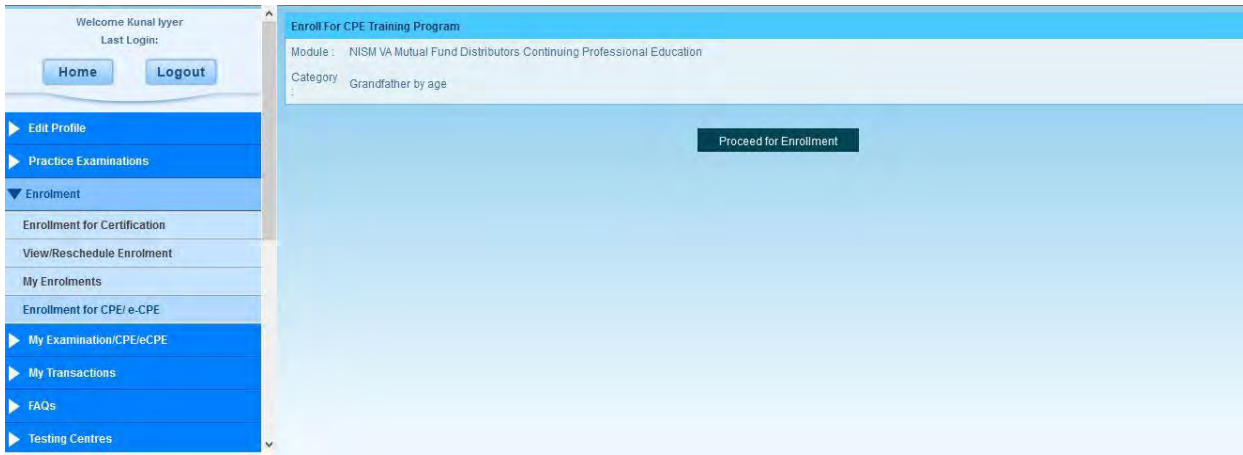 Welcome Kunal Iyyer
Last Login:
Home
Logout
Edit Profile
Practice Examinations
Enrolment
Enrollment for Certification
View/Reschedule Enrolment
My Enrolments
Enrollment for CPE/ e-CPE
My Examination/CPE/eCPE
My Transactions
FAQs
Testing Centres
Enroll For CPE Training Program
Module : NISM VA Mutual Fund Distributors Continuing Professional Education
Category : Grandfather by age
Proceed for Enrollment